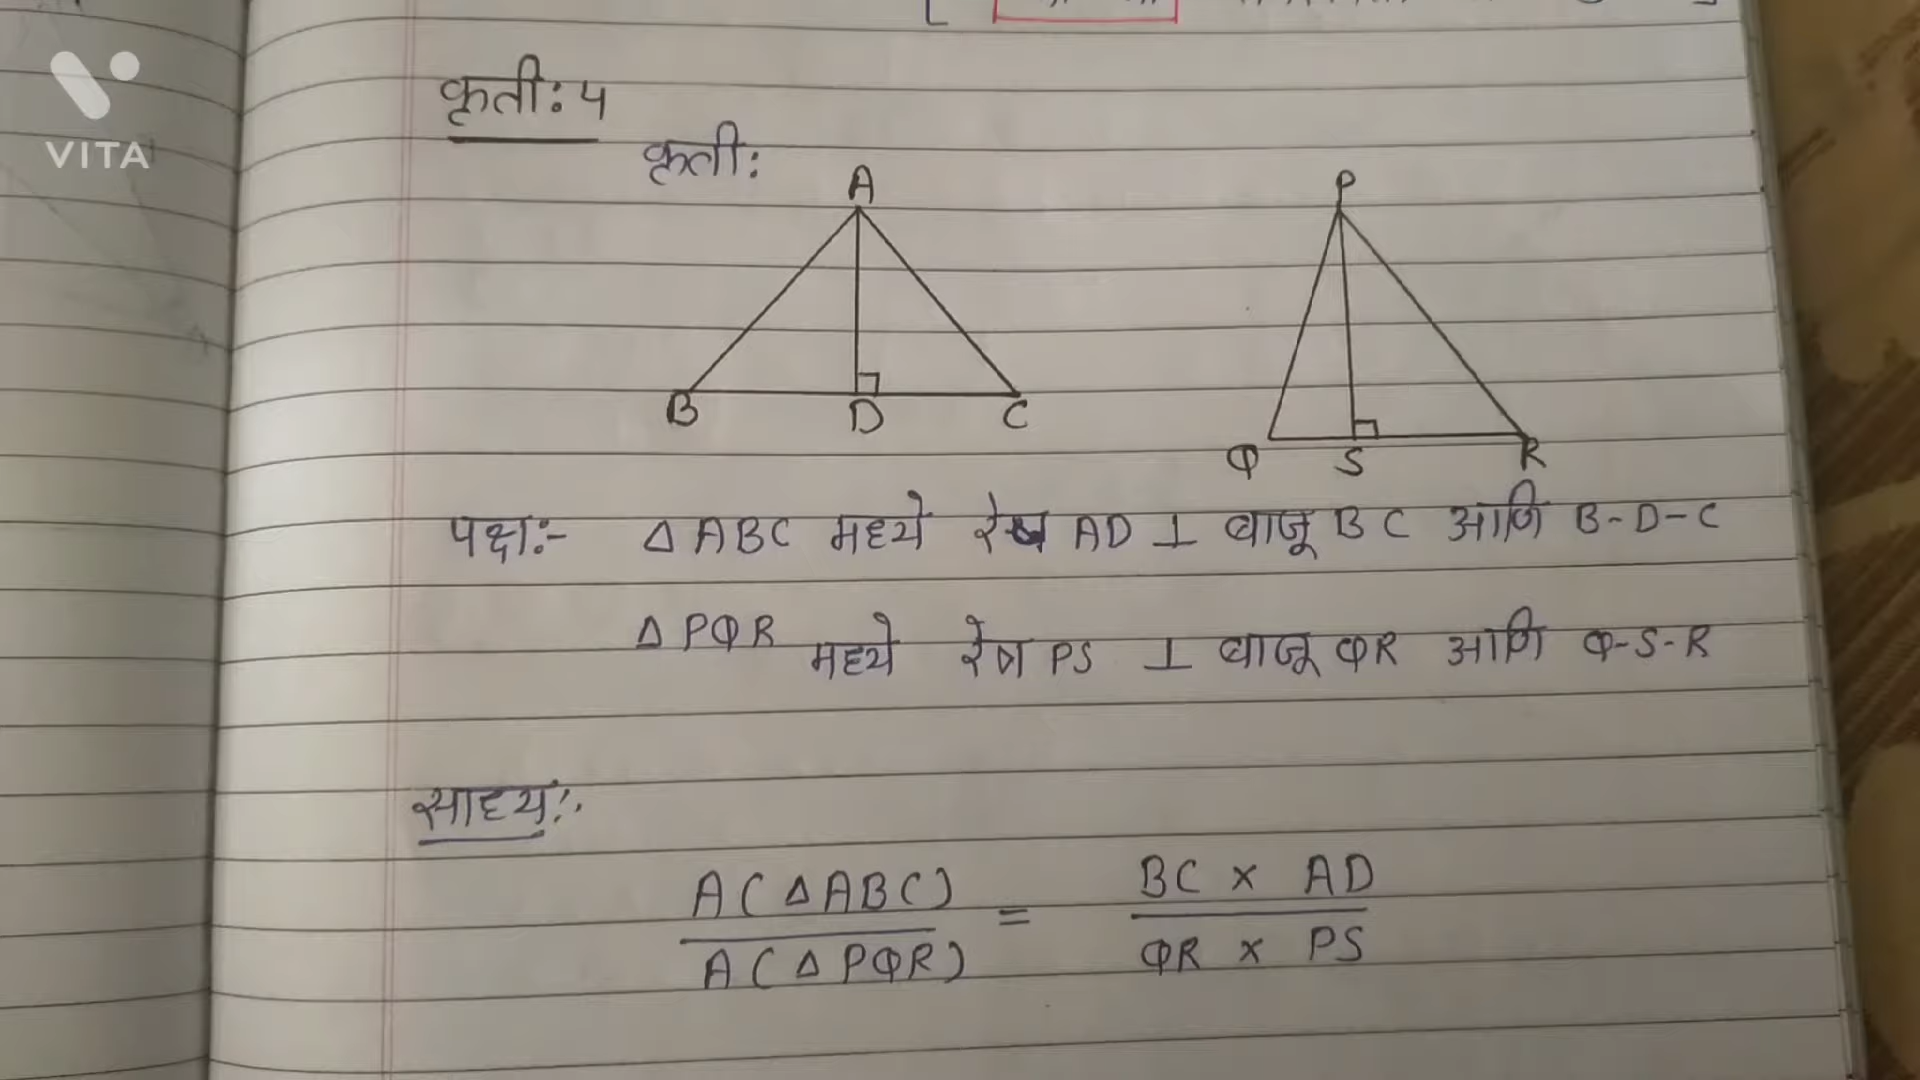 VITA
कृती: ५
कृती:
A
P
B D C
Q S R
पक्ष:- △ ABC मध्ये रेख AD ⊥ बाजू BC आणि B-D-C
△ PQR मध्ये रेख PS ⊥ बाजू QR आणि Q-S-R
साध्य:-
A(△ABC) = BC × AD
A(△PQR) QR × PS